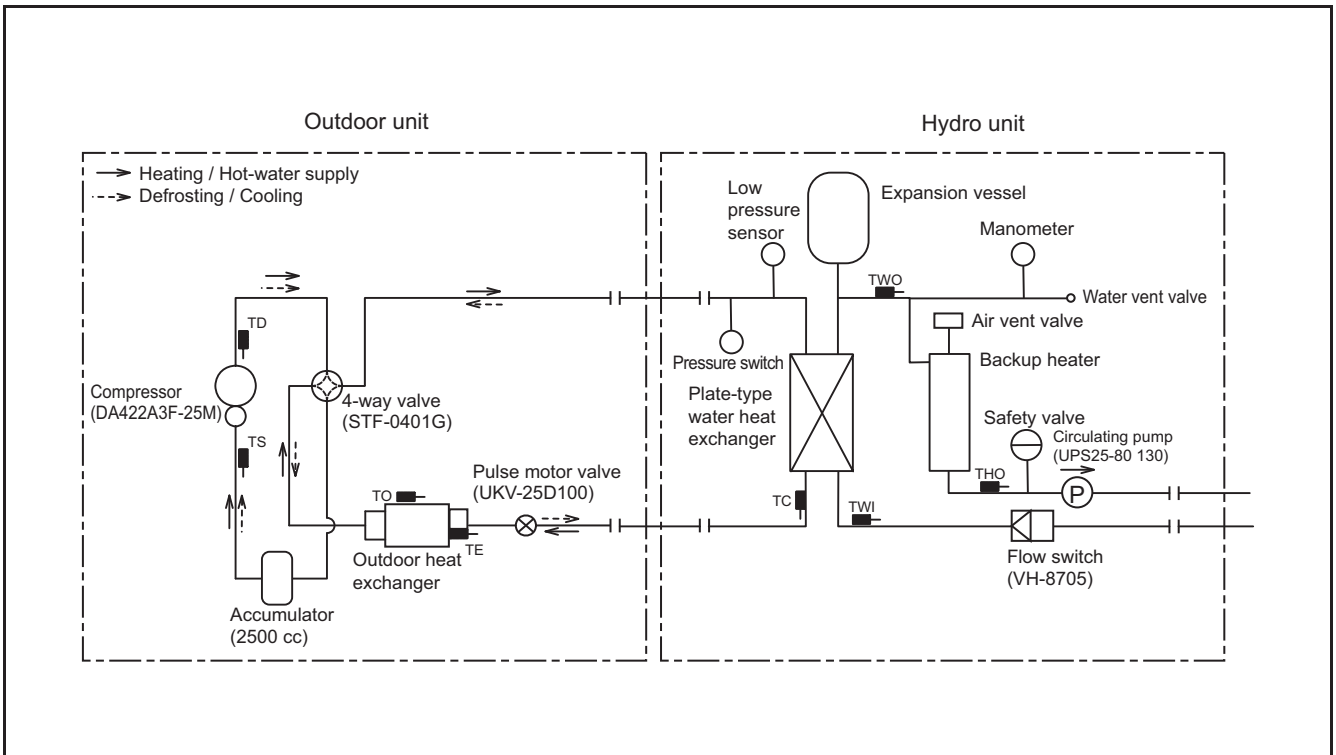 Outdoor unit
Hydro unit
Heating / Hot-water supply
Defrosting / Cooling
Low
pressure
sensor
Expansion vessel
Manometer
TWO
Water vent valve
Air vent valve
TD
Pressure switch
Backup heater
Compressor
(DA422A3F-25M)
4-way valve
(STF-0401G)
Plate-type
water heat
exchanger
Safety valve
Circulating pump
(UPS25-80 130)
TS
Pulse motor valve
(UKV-25D100)
THO
P
TO
TC
TWI
TE
Outdoor heat
exchanger
Flow switch
(VH-8705)
Accumulator
(2500 cc)